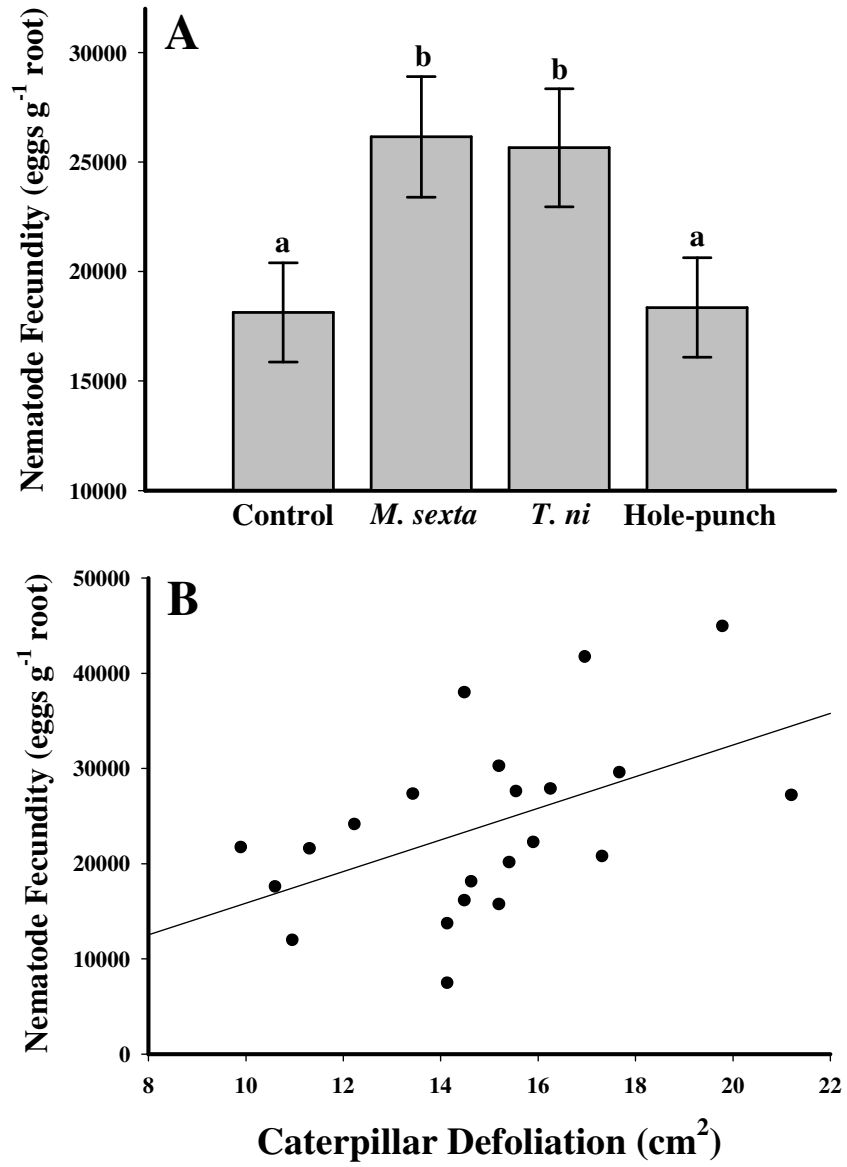 A
Nematode Fecundity (eggs g⁻¹ root)
30000
25000
20000
15000
10000
a
b
b
a
Control M. sexta T. ni Hole-punch
B
Nematode Fecundity (eggs g⁻¹ root)
50000
40000
30000
20000
10000
0
8 10 12 14 16 18 20 22
Caterpillar Defoliation (cm²)